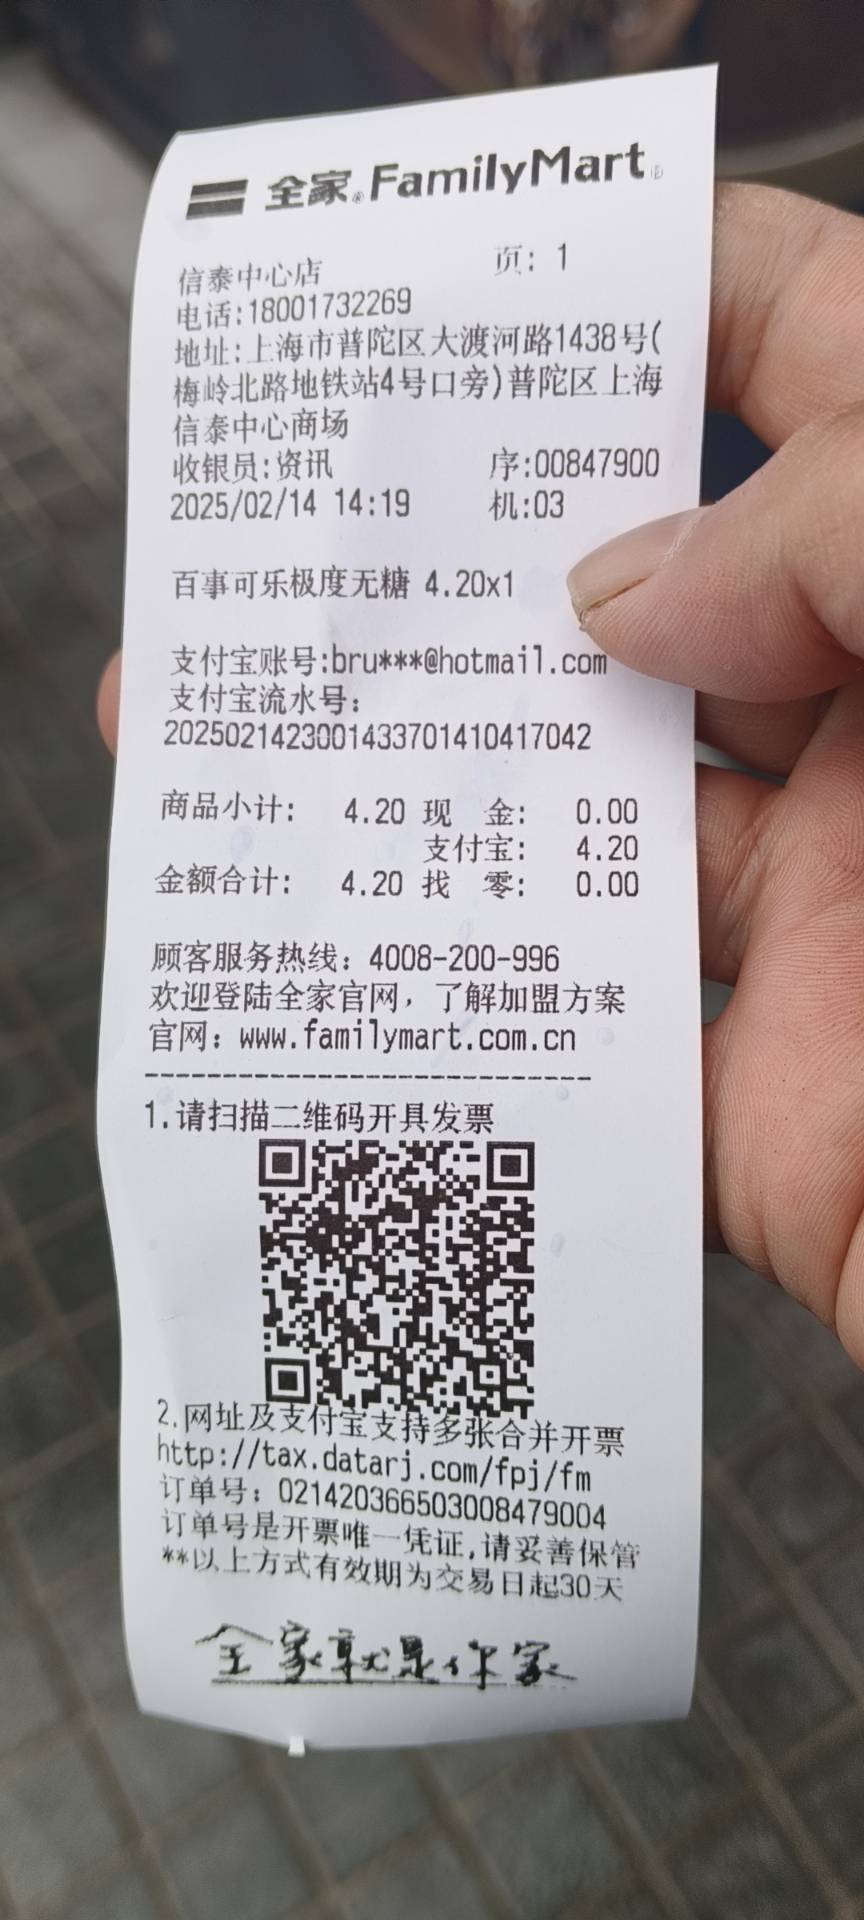 全家 FamilyMart
信泰中心店 页: 1
电话:18001732269
地址:上海市普陀区大渡河路1438号(
梅岭北路地铁站4号口旁)普陀区上海
信泰中心商场
收银员:资讯 序:00847900
2025/02/14 14:19 机:03
百事可乐极度无糖 4.20x1
支付宝账号:bru***@hotmail.com
支付宝流水号:
2025021423001433701410417042
商品小计: 4.20 现 金: 0.00
支付宝: 4.20
金额合计: 4.20 找 零: 0.00
顾客服务热线: 4008-200-996
欢迎登陆全家官网, 了解加盟方案
官网: www.familymart.com.cn
-----------------------------
1.请扫描二维码开具发票
2.网址及支付宝支持多张合并开票
http://tax.datarj.com/fpj/fm
订单号: 021420366503008479004
订单号是开票唯一凭证,请妥善保管
**以上方式有效期为交易日起30天
全家就是你家